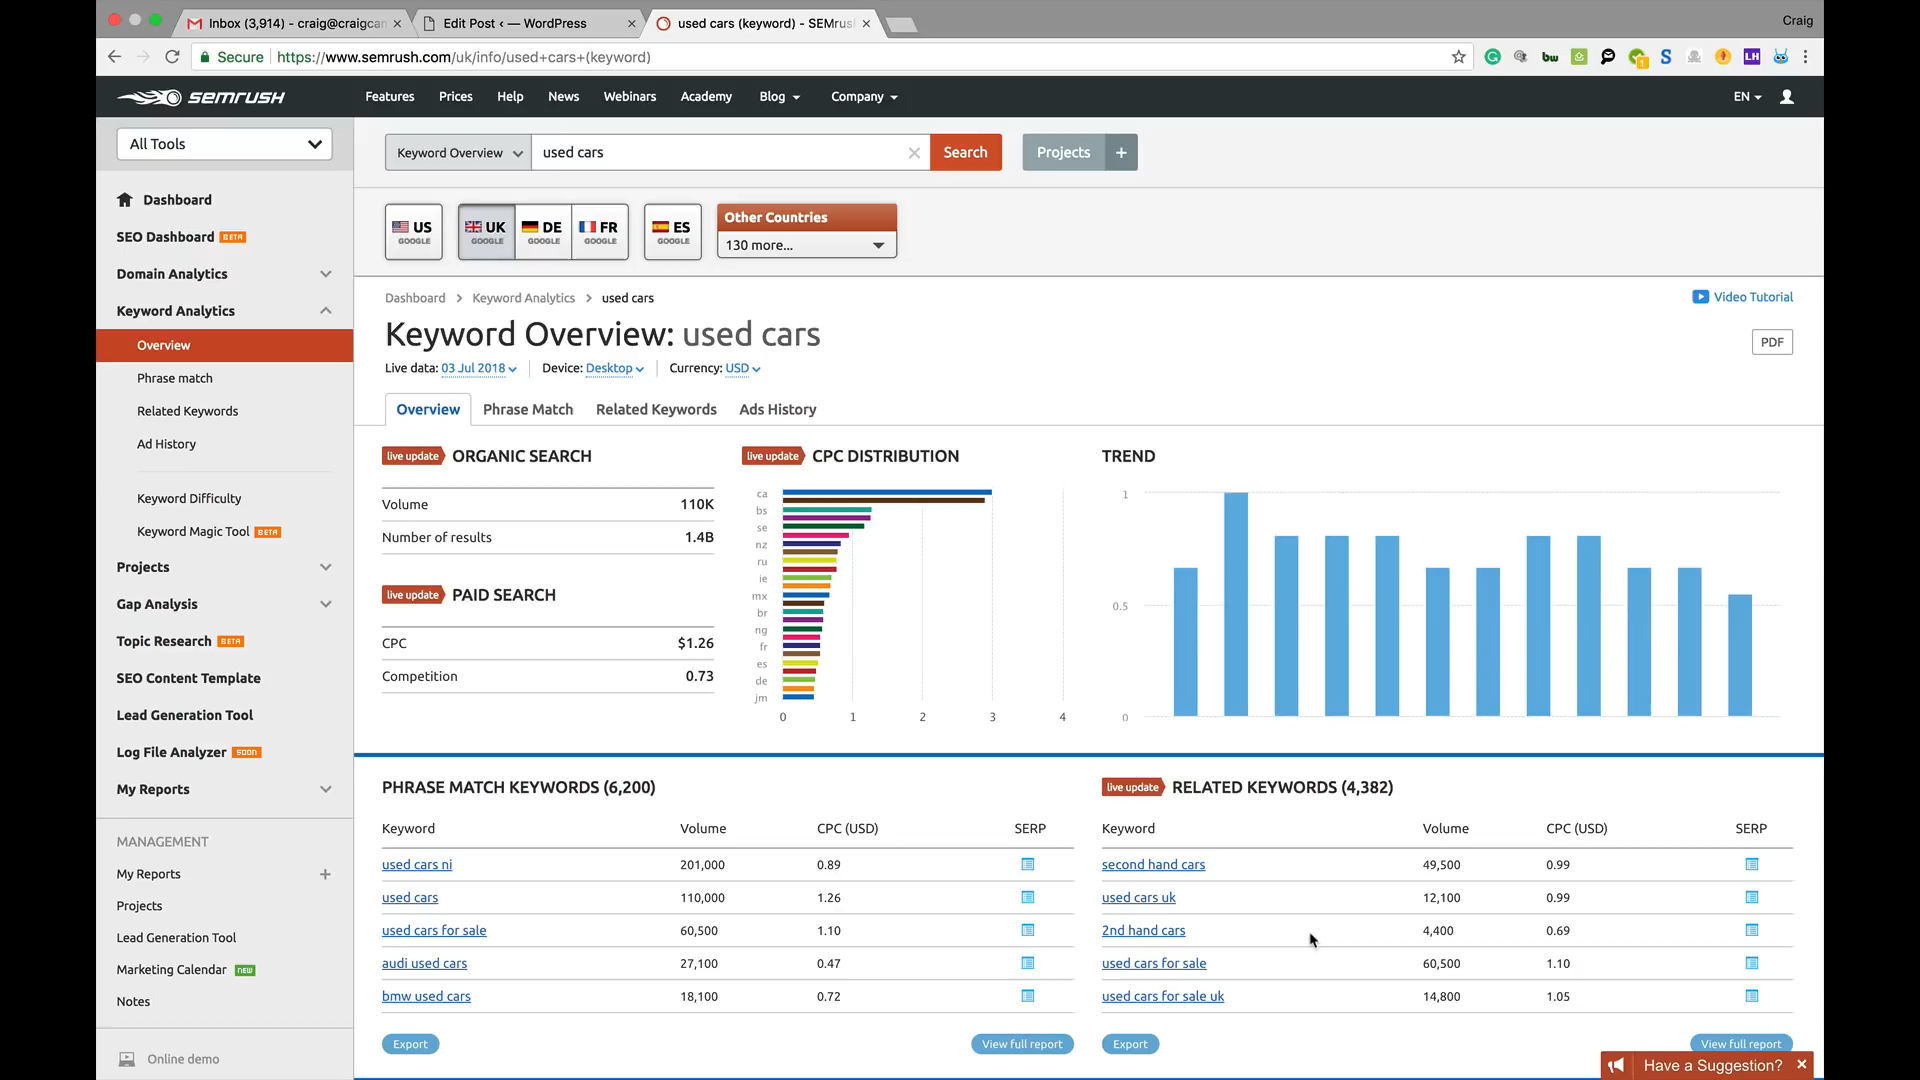 Inbox (3,914) - craig@craigcam
Edit Post ‹ — WordPress
used cars (keyword) - SEMrush
Craig
Secure
https://www.semrush.com/uk/info/used+cars+(keyword)
SEMRUSH
Features
Prices
Help
News
Webinars
Academy
Blog
Company
EN
All Tools
Keyword Overview
used cars
Search
Projects +
Dashboard
SEO Dashboard BETA
Domain Analytics
Keyword Analytics
Overview
Phrase match
Related Keywords
Ad History
Keyword Difficulty
Keyword Magic Tool BETA
Projects
Gap Analysis
Topic Research BETA
SEO Content Template
Lead Generation Tool
Log File Analyzer SOON
My Reports
MANAGEMENT
My Reports +
Projects
Lead Generation Tool
Marketing Calendar NEW
Notes
Online demo
US GOOGLE
UK GOOGLE
DE GOOGLE
FR GOOGLE
ES GOOGLE
Other Countries
130 more...
Dashboard > Keyword Analytics > used cars
Video Tutorial
Keyword Overview: used cars
PDF
Live data: 03 Jul 2018
Device: Desktop
Currency: USD
Overview
Phrase Match
Related Keywords
Ads History
live update ORGANIC SEARCH
Volume 110K
Number of results 1.4B
live update PAID SEARCH
CPC $1.26
Competition 0.73
live update CPC DISTRIBUTION
ca
bs
se
nz
ru
ie
mx
br
ng
fr
es
de
jm
0 1 2 3 4
TREND
1
0.5
0
PHRASE MATCH KEYWORDS (6,200)
Keyword Volume CPC (USD) SERP
used cars ni 201,000 0.89
used cars 110,000 1.26
used cars for sale 60,500 1.10
audi used cars 27,100 0.47
bmw used cars 18,100 0.72
Export
View full report
live update RELATED KEYWORDS (4,382)
Keyword Volume CPC (USD) SERP
second hand cars 49,500 0.99
used cars uk 12,100 0.99
2nd hand cars 4,400 0.69
used cars for sale 60,500 1.10
used cars for sale uk 14,800 1.05
Export
View full report
Have a Suggestion?